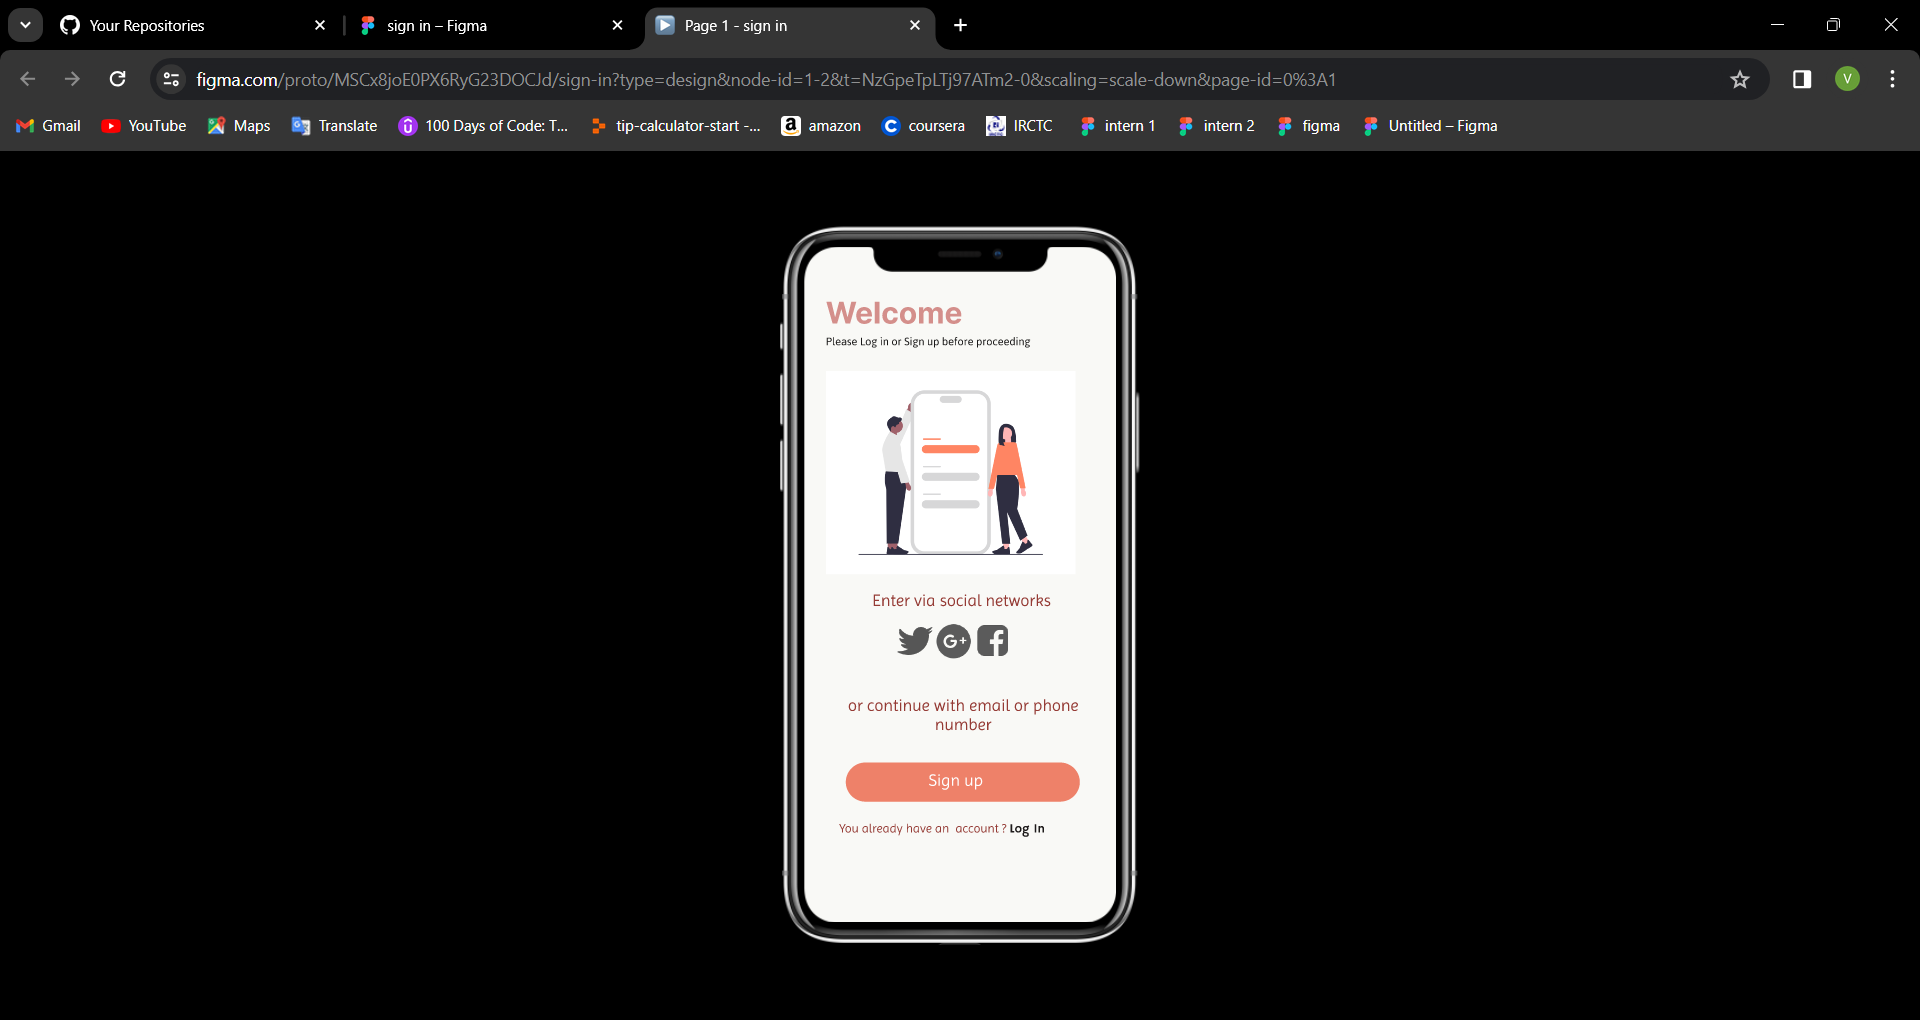 Your Repositories
sign in – Figma
Page 1 - sign in
figma.com/proto/MSCx8joE0PX6RyG23DOCJd/sign-in?type=design&node-id=1-2&t=NzGpeTpLTj97ATm2-0&scaling=scale-down&page-id=0%3A1
V
Gmail
YouTube
Maps
Translate
100 Days of Code: T...
tip-calculator-start -...
amazon
coursera
IRCTC
intern 1
intern 2
figma
Untitled – Figma
Welcome
Please Log in or Sign up before proceeding
Enter via social networks
G+
or continue with email or phone
number
Sign up
You already have an account ? Log In